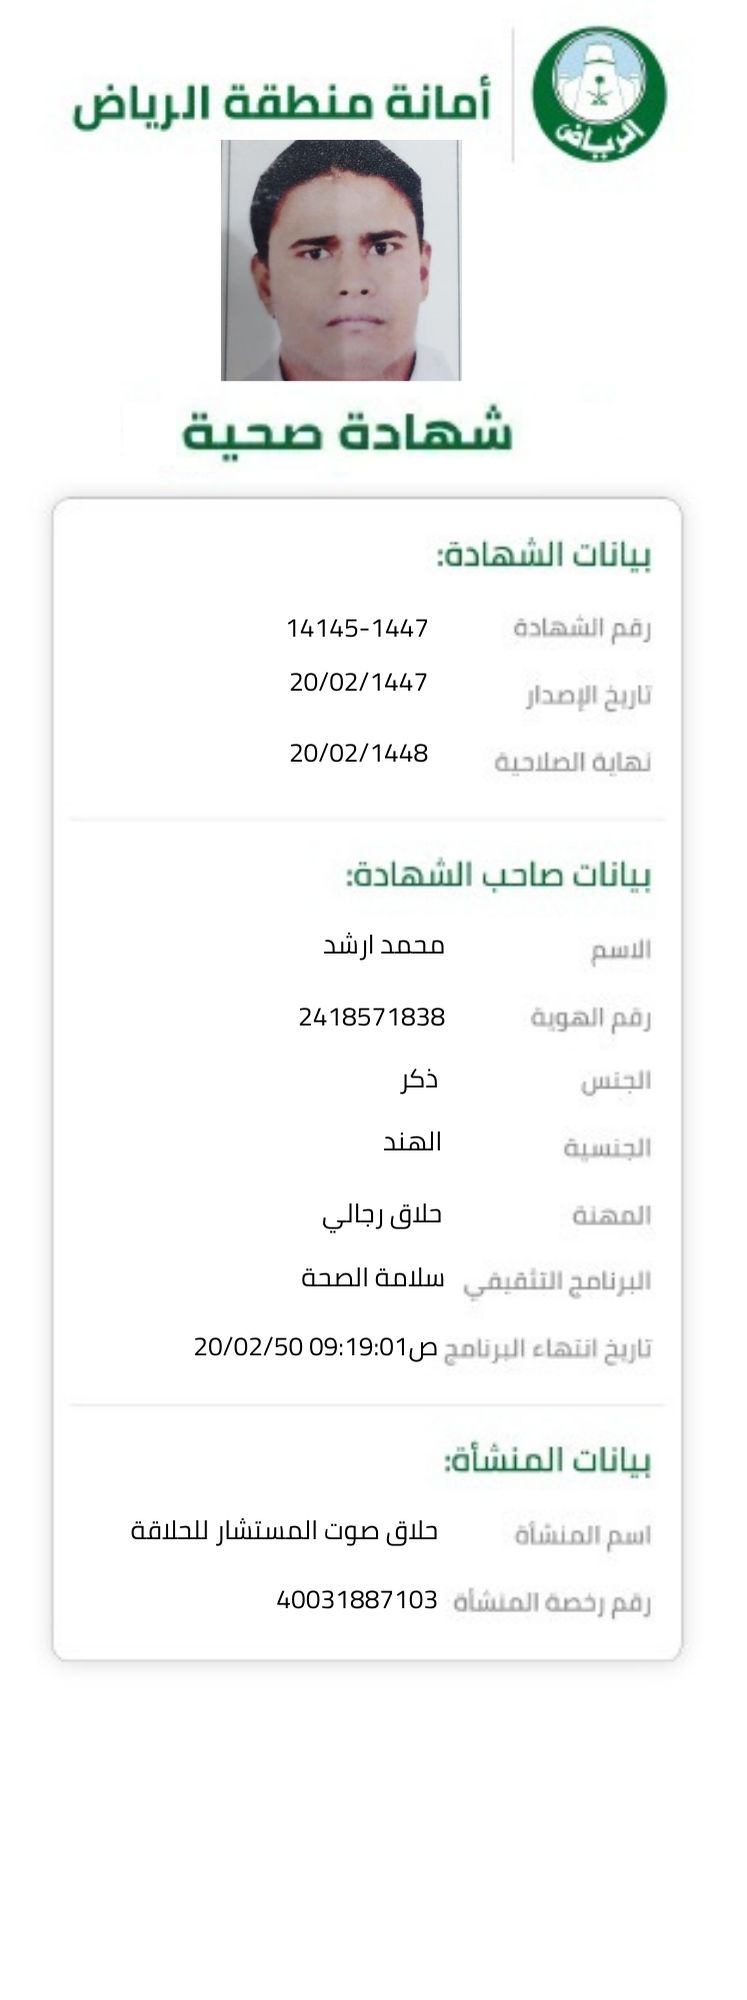 أمانة منطقة الرياض
الرياض
شهادة صحية
بيانات الشهادة:
رقم الشهادة 14145-1447
تاريخ الإصدار 20/02/1447
نهاية الصلاحية 20/02/1448
بيانات صاحب الشهادة:
الاسم محمد ارشد
رقم الهوية 2418571838
الجنس ذكر
الجنسية الهند
المهنة حلاق رجالي
البرنامج التثقيفي سلامة الصحة
تاريخ انتهاء البرنامج ص09:19:01 20/02/50
بيانات المنشأة:
اسم المنشأة حلاق صوت المستشار للحلاقة
رقم رخصة المنشأة 40031887103